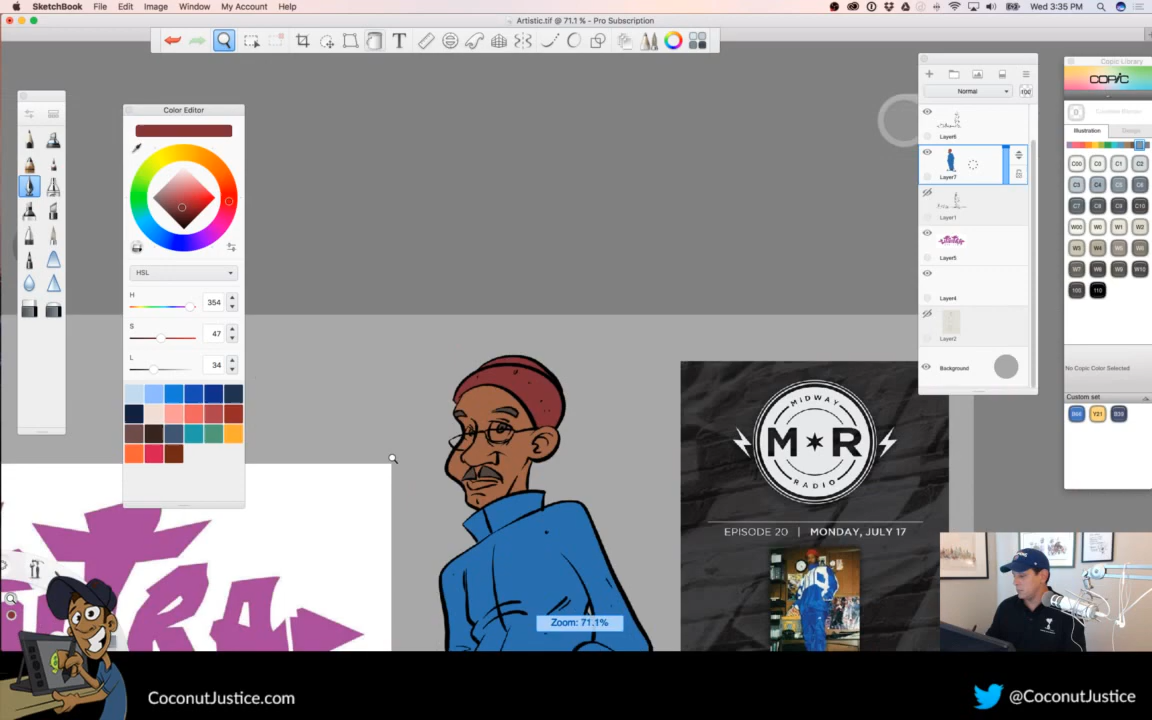 SketchBook File Edit Image Window My Account Help
Wed 3:35 PM
Artistic.tif @ 71.1 % - Pro Subscription
Color Editor
HSL
H 354
S 47
L 34
Normal
Layer6
Layer7
Layer1
Layer5
Layer4
Layer2
Background
Copic Library
COPIC
Illustration Design
C00 C0 C1 C2
C3 C4 C5 C6
C7 C8 C9 C10
W00 W0 W1 W2
W3 W4 W5 W6
W7 W8 W9 W10
100 110
No Copic Color Selected
Custom set
B66 Y21 B39
MIDWAY
M R
RADIO
EPISODE 20 | MONDAY, JULY 17
Zoom: 71.1%
CoconutJustice.com
@CoconutJustice